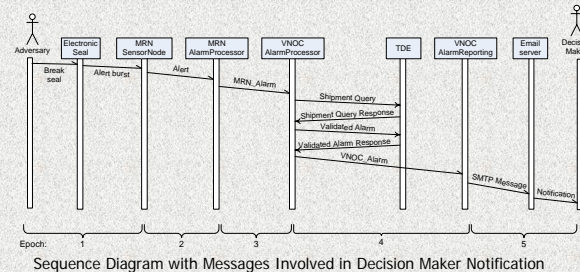 Adversary
Electronic
Seal
MRN
SensorNode
MRN
AlarmProcessor
VNOC
AlarmProcessor
TDE
VNOC
AlarmReporting
Email
server
Break
seal
Alert burst
Alert
MRN_Alarm
Shipment Query
Shipment Query Response
Validated Alarm
Validated Alarm Response
VNOC_Alarm
SMTP Message
Notification
Epoch:
1
2
3
4
5
Sequence Diagram with Messages Involved in Decision Maker Notification